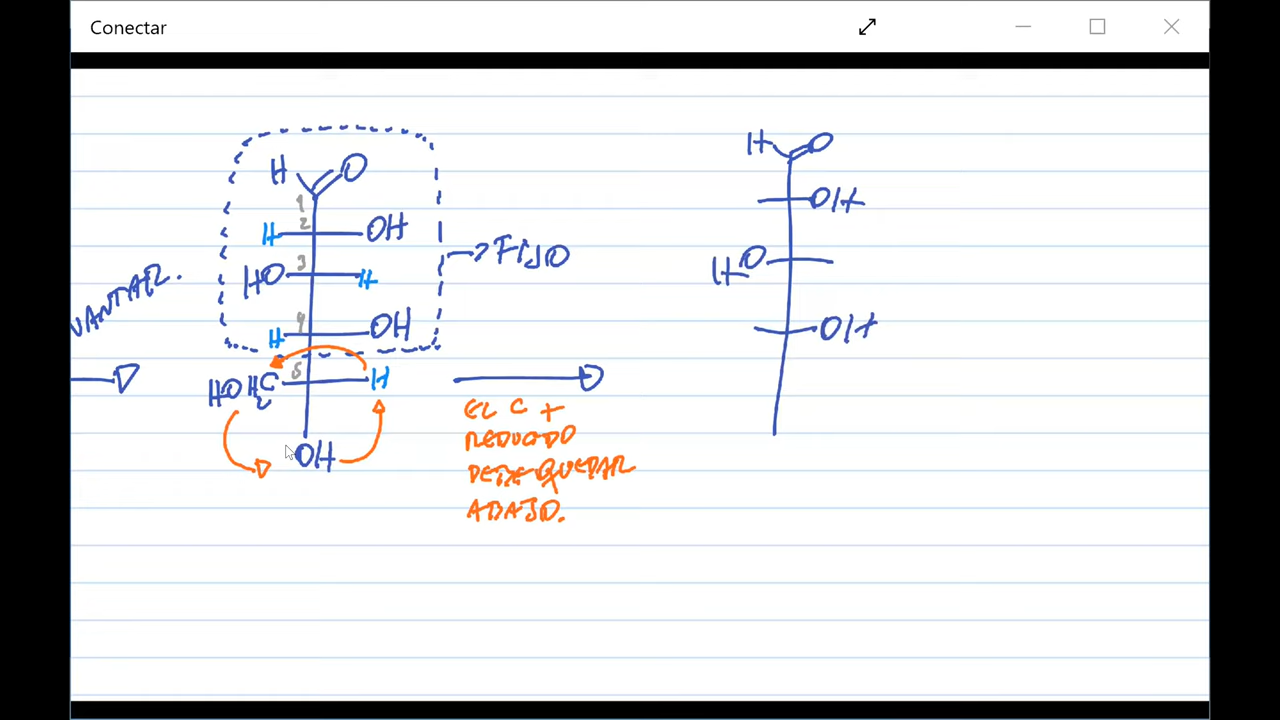 Conectar
H O
1
2
H OH
3
HO H
4
H OH
5
HOH2C H
OH
→ FIJO
VANTAR.
EL C +
REDUCIDO
DEBE QUEDAR
ABAJO.
H O
OH
HO
OH